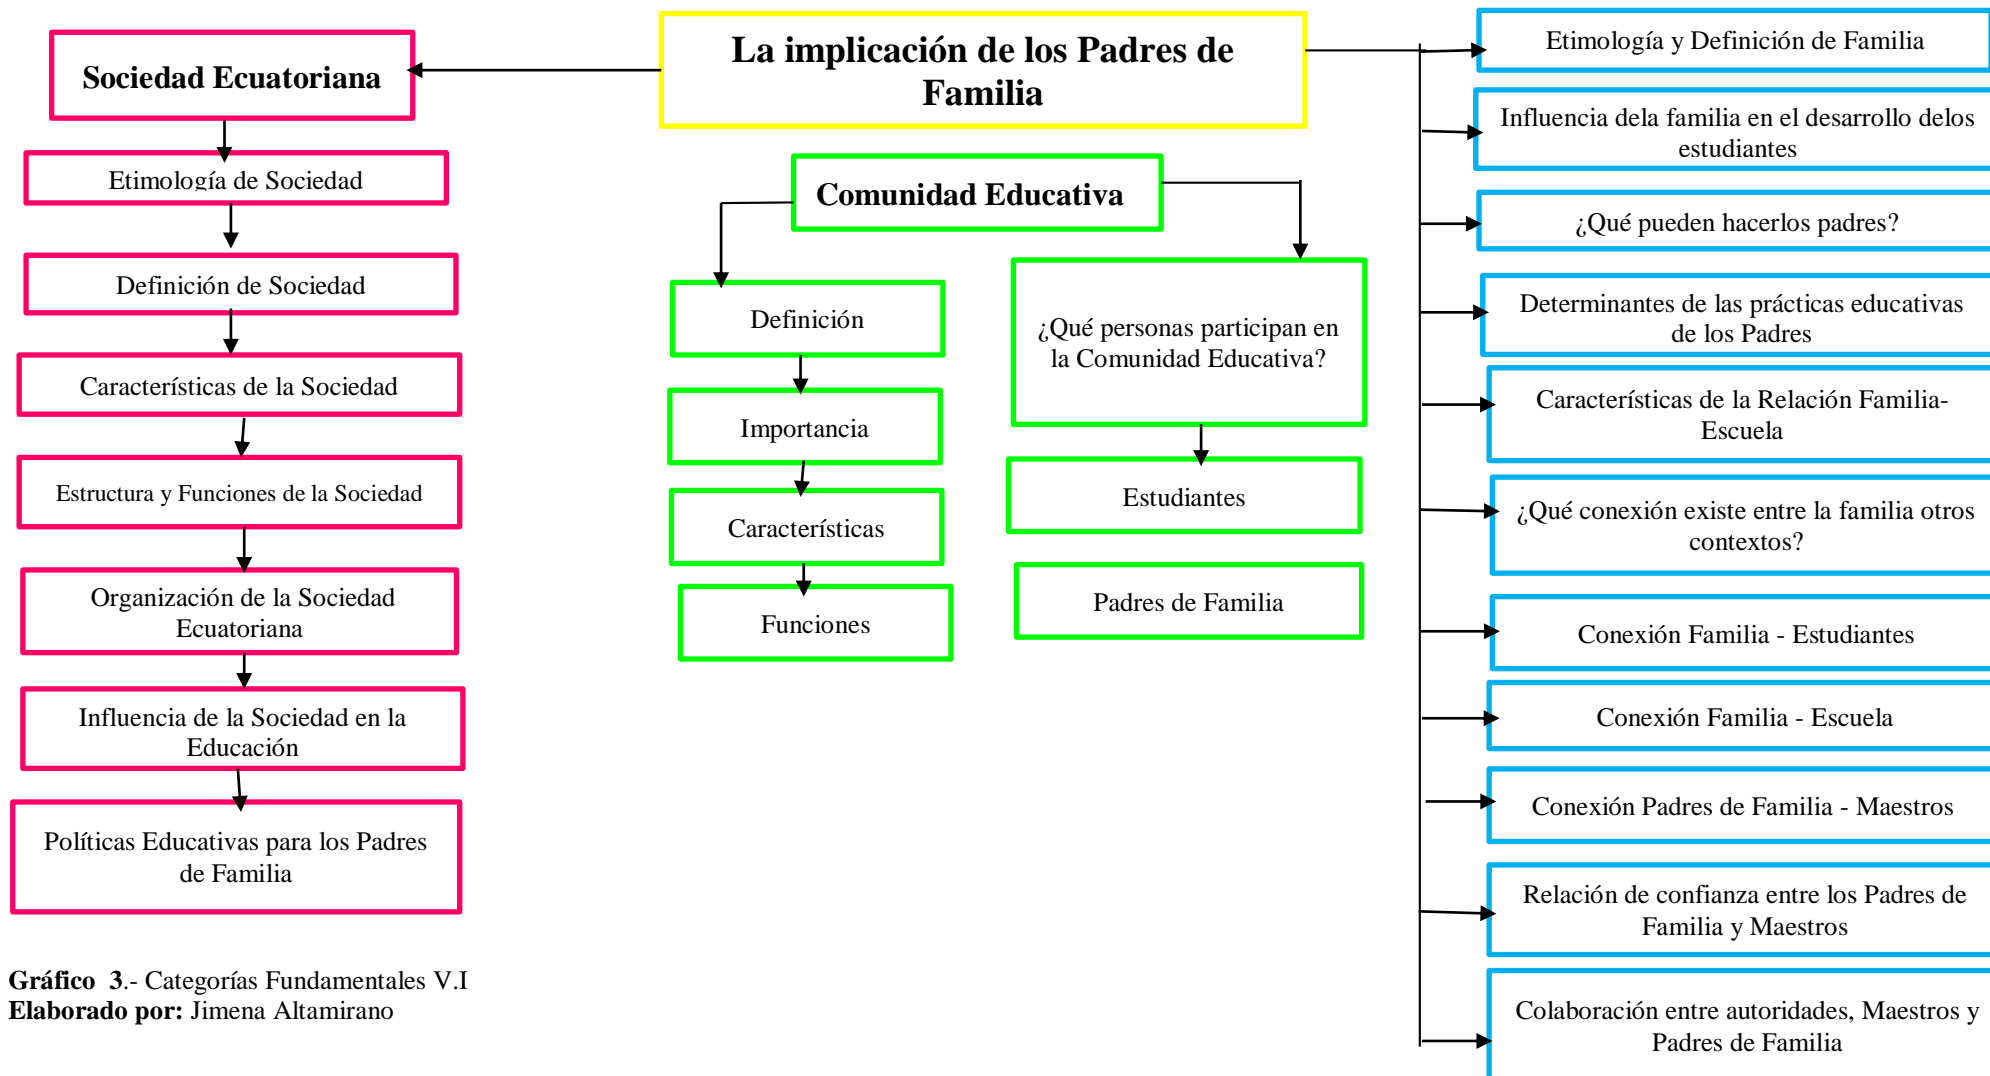 La implicación de los Padres de
Familia
Sociedad Ecuatoriana
Etimología de Sociedad
Definición de Sociedad
Características de la Sociedad
Estructura y Funciones de la Sociedad
Organización de la Sociedad
Ecuatoriana
Influencia de la Sociedad en la
Educación
Políticas Educativas para los Padres
de Familia
Comunidad Educativa
Definición
Importancia
Características
Funciones
¿Qué personas participan en
la Comunidad Educativa?
Estudiantes
Padres de Familia
Etimología y Definición de Familia
Influencia dela familia en el desarrollo delos
estudiantes
¿Qué pueden hacerlos padres?
Determinantes de las prácticas educativas
de los Padres
Características de la Relación Familia-
Escuela
¿Qué conexión existe entre la familia otros
contextos?
Conexión Familia - Estudiantes
Conexión Familia - Escuela
Conexión Padres de Familia - Maestros
Relación de confianza entre los Padres de
Familia y Maestros
Colaboración entre autoridades, Maestros y
Padres de Familia
Gráfico 3.- Categorías Fundamentales V.I
Elaborado por: Jimena Altamirano